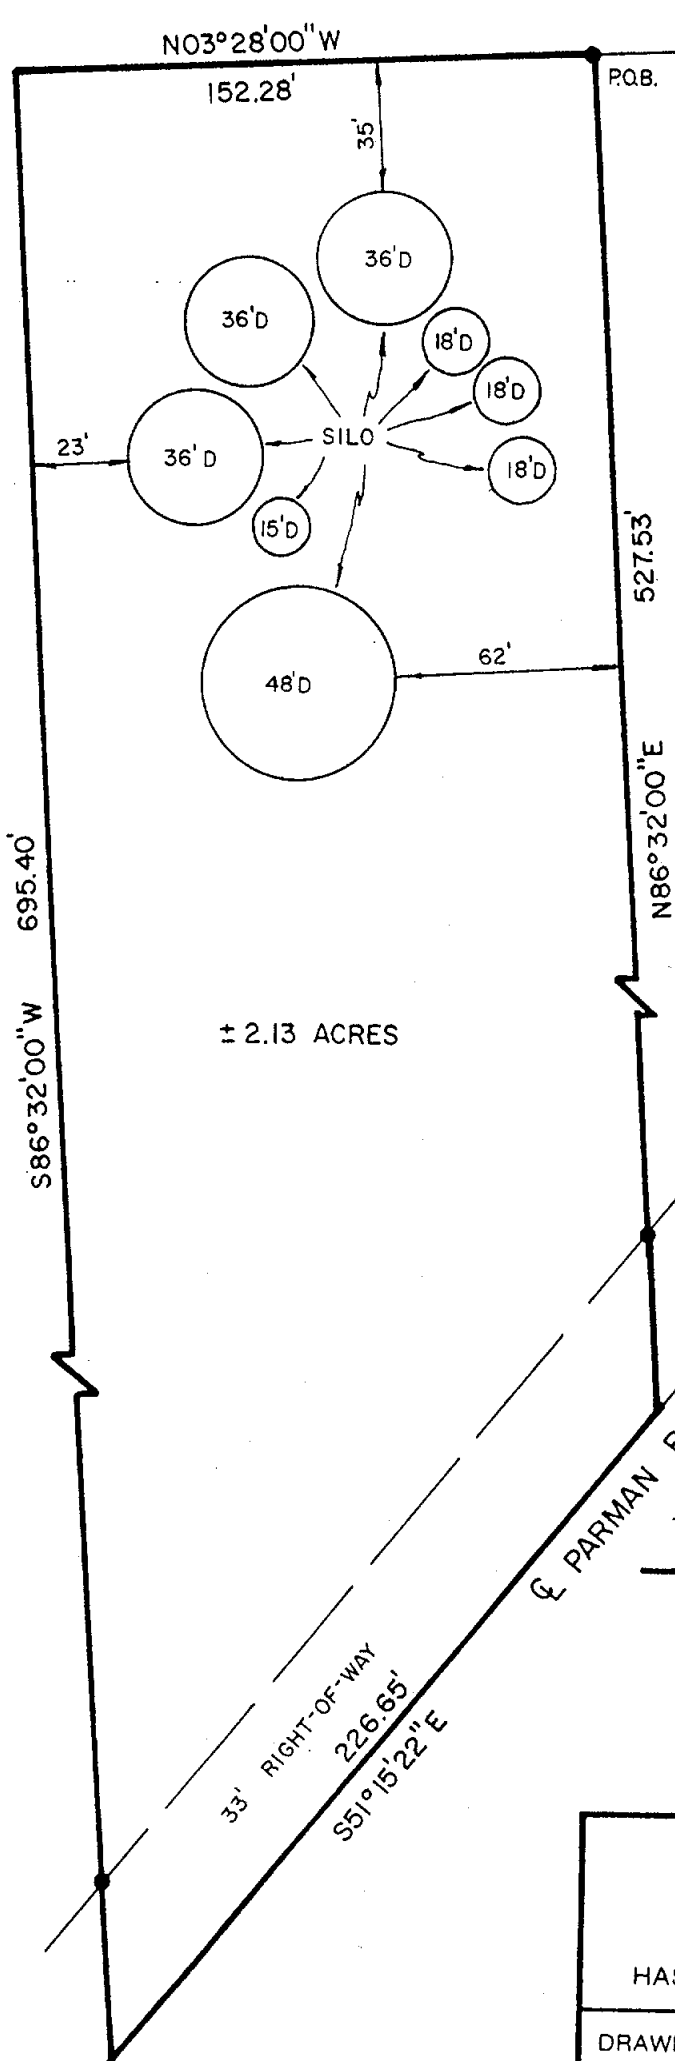 N03°28'00"W
152.28'
P.O.B.
35'
36'D
36'D
18'D
18'D
SILO
23'
36'D
18'D
15'D
527.53'
62'
48'D
N86°32'00"E
695.40'
S86°32'00"W
± 2.13 ACRES
℄ PARMAN
33' RIGHT-OF-WAY
226.65'
S51°15'22"E